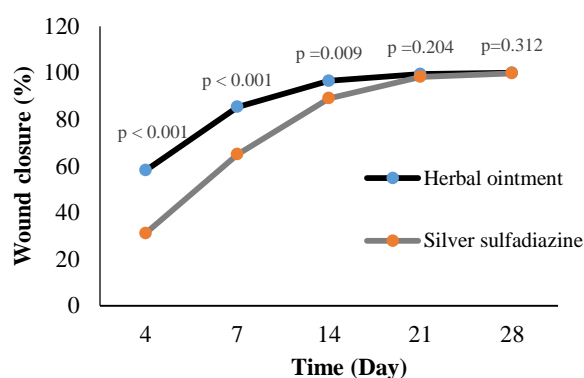 120
100
80
60
40
20
0
Wound closure (%)
p < 0.001
p < 0.001
p =0.009
p =0.204
p=0.312
Herbal ointment
Silver sulfadiazine
4 7 14 21 28
Time (Day)